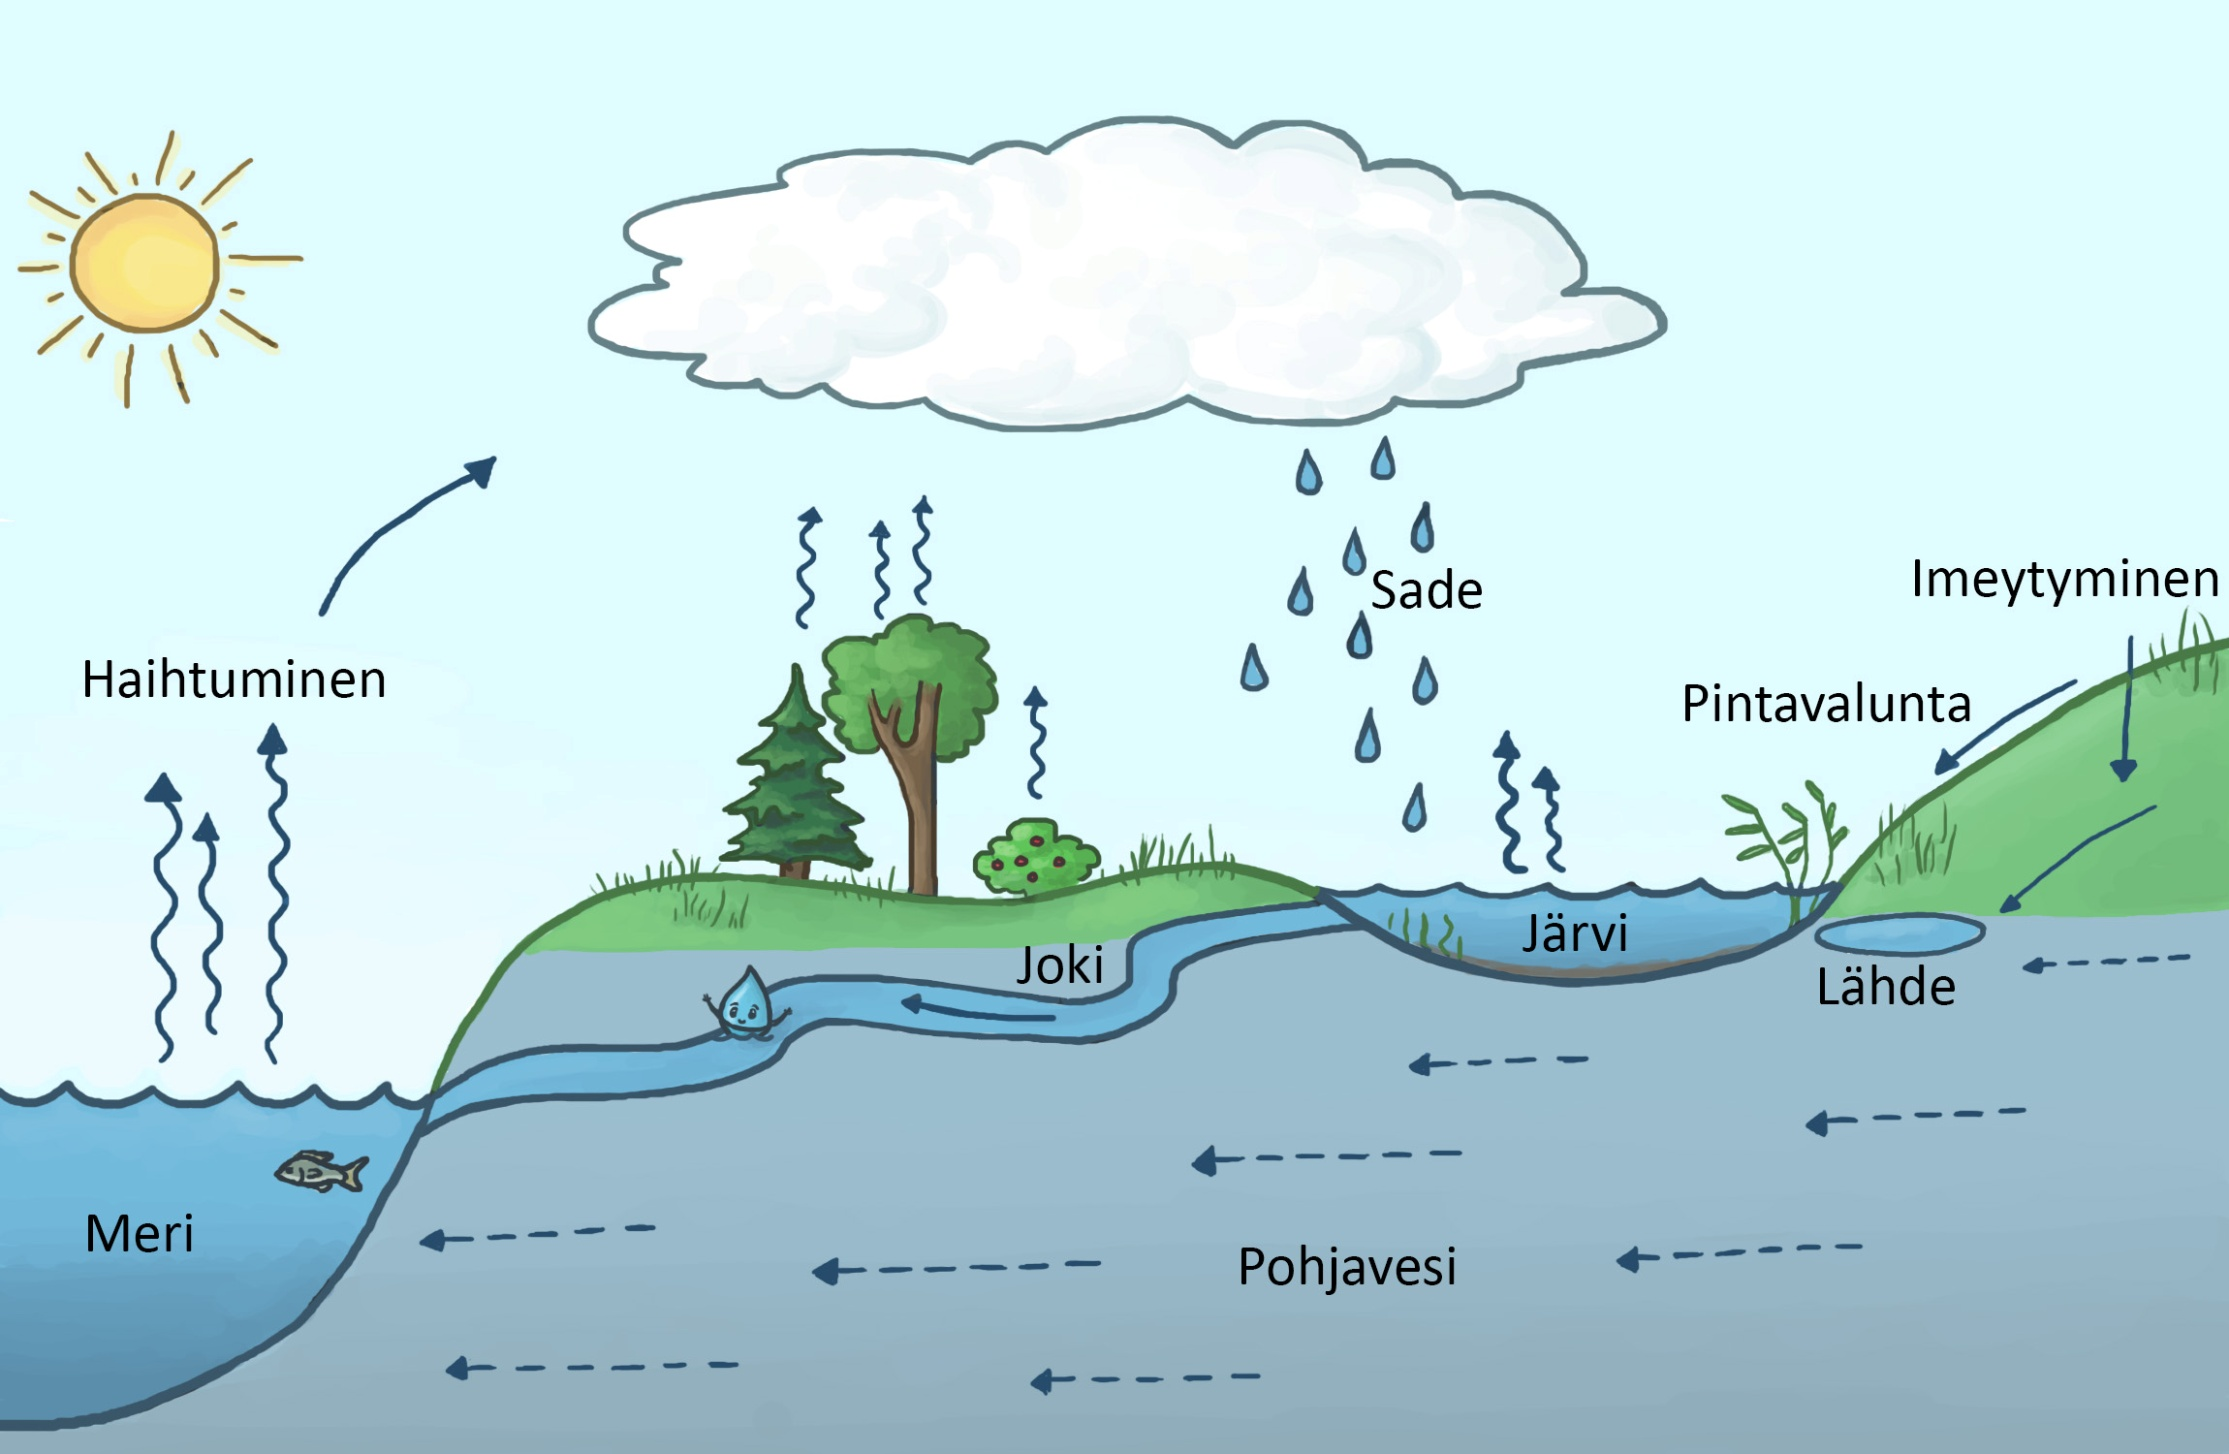 Sade
Imeytyminen
Haihtuminen
Pintavalunta
Järvi
Joki
Lähde
Meri
Pohjavesi